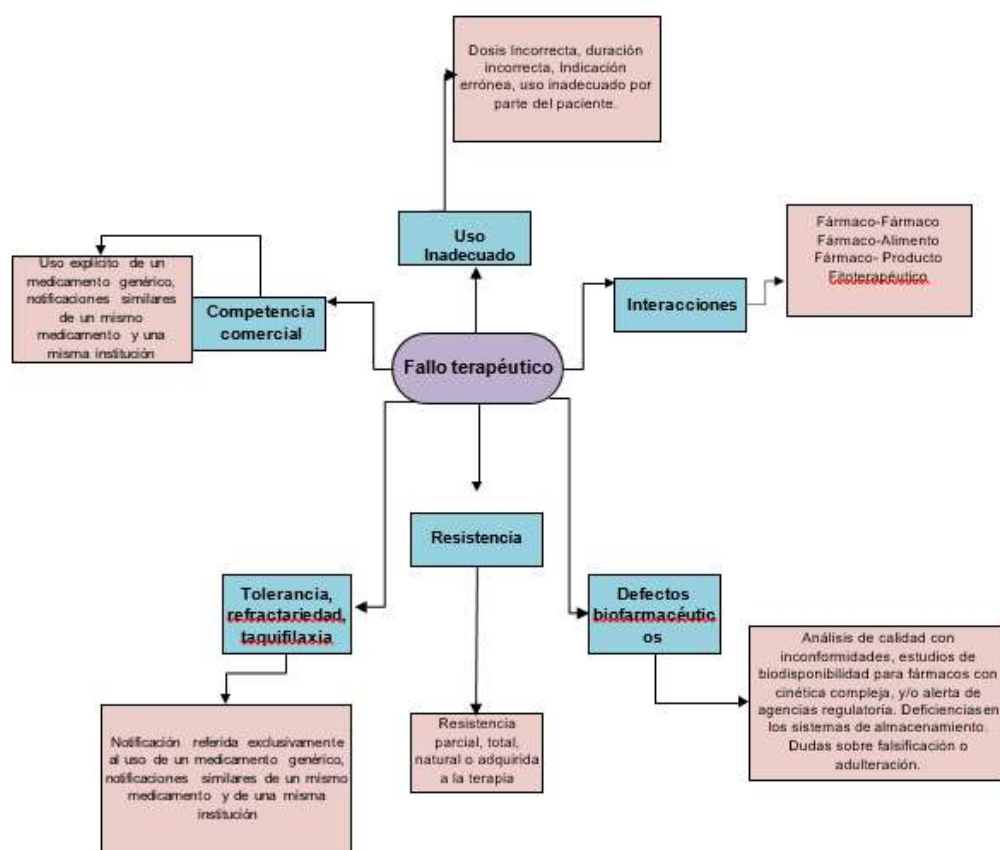 Dosis Incorrecta, duración
incorrecta, Indicación
errónea, uso inadecuado por
parte del paciente.
Uso
Inadecuado
Fármaco-Fármaco
Fármaco-Alimento
Fármaco- Producto
Fitoterapéutico
Interacciones
Uso explícito de un
medicamento genérico,
notificaciones similares
de un mismo
medicamento y una
misma institución
Competencia
comercial
Fallo terapéutico
Resistencia
Tolerancia,
refractariedad,
taquifilaxia
Defectos
biofarmacéutic
os
Análisis de calidad con
inconformidades, estudios de
biodisponibilidad para fármacos con
cinética compleja, y/o alerta de
agencias regulatoria. Deficienciasen
los sistemas de almacenamiento.
Dudas sobre falsificación o
adulteración.
Notificación referida exclusivamente
al uso de un medicamento genérico,
notificaciones similares de un mismo
medicamento y de una misma
institución
Resistencia
parcial, total,
natural o adquirida
a la terapia